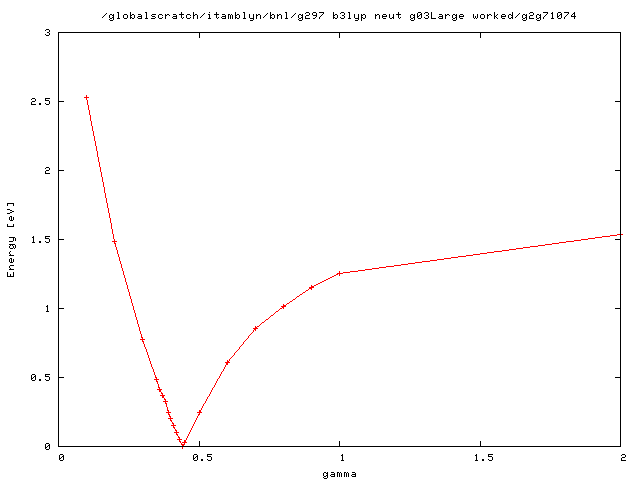 /globalscratch/itamblyn/bnl/g297 b3lyp neut g03Large worked/g2g71074
3
2.5
2
1.5
1
0.5
0
Energy [eV]
0 0.5 1 1.5 2
gamma